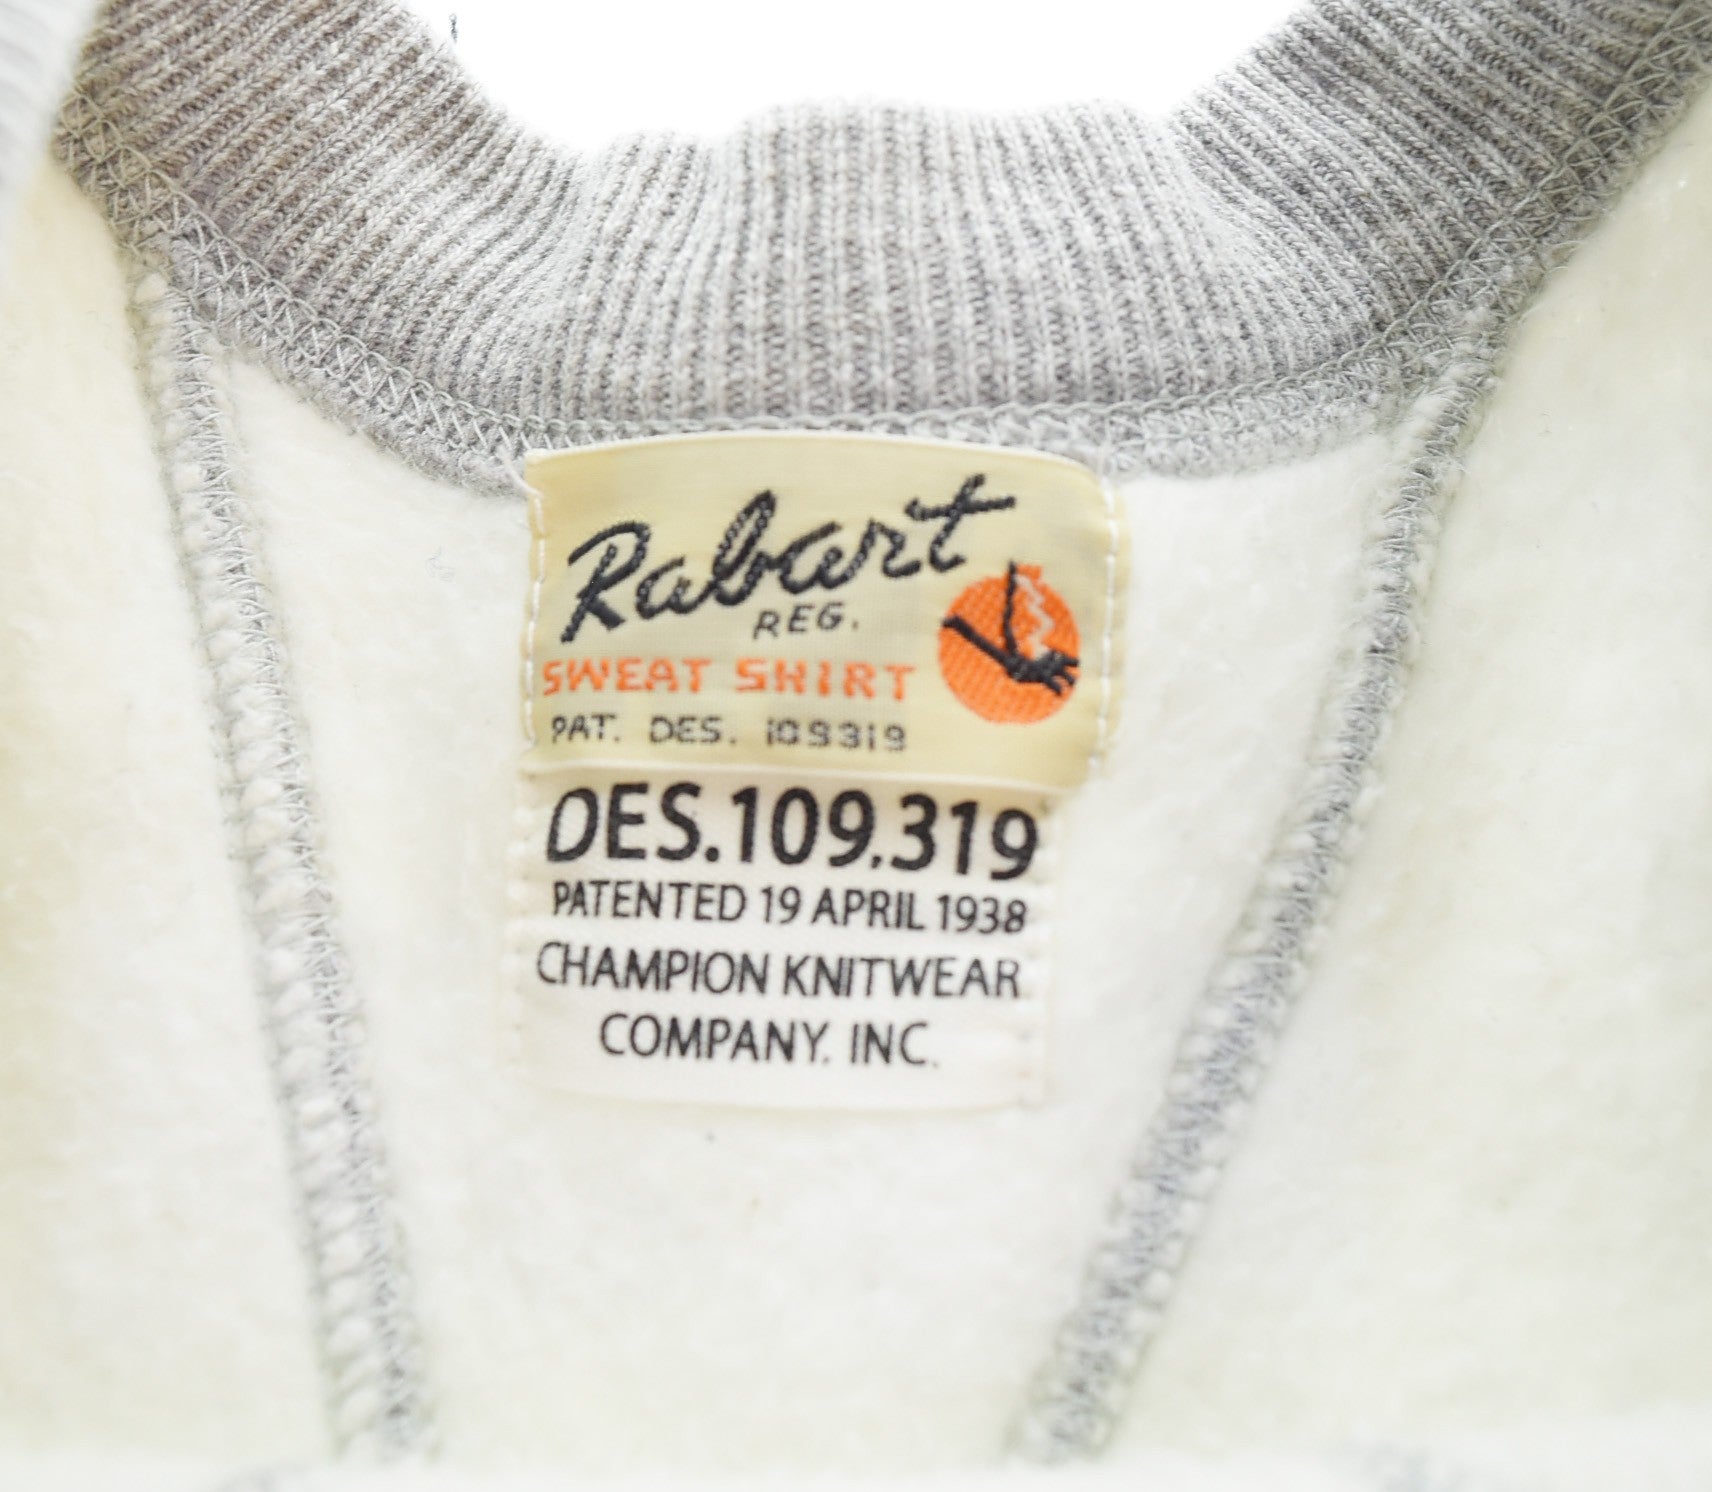 Rabart
REG.
SWEAT SHIRT
PAT. DES. 109319
DES.109.319
PATENTED 19 APRIL 1938
CHAMPION KNITWEAR
COMPANY. INC.